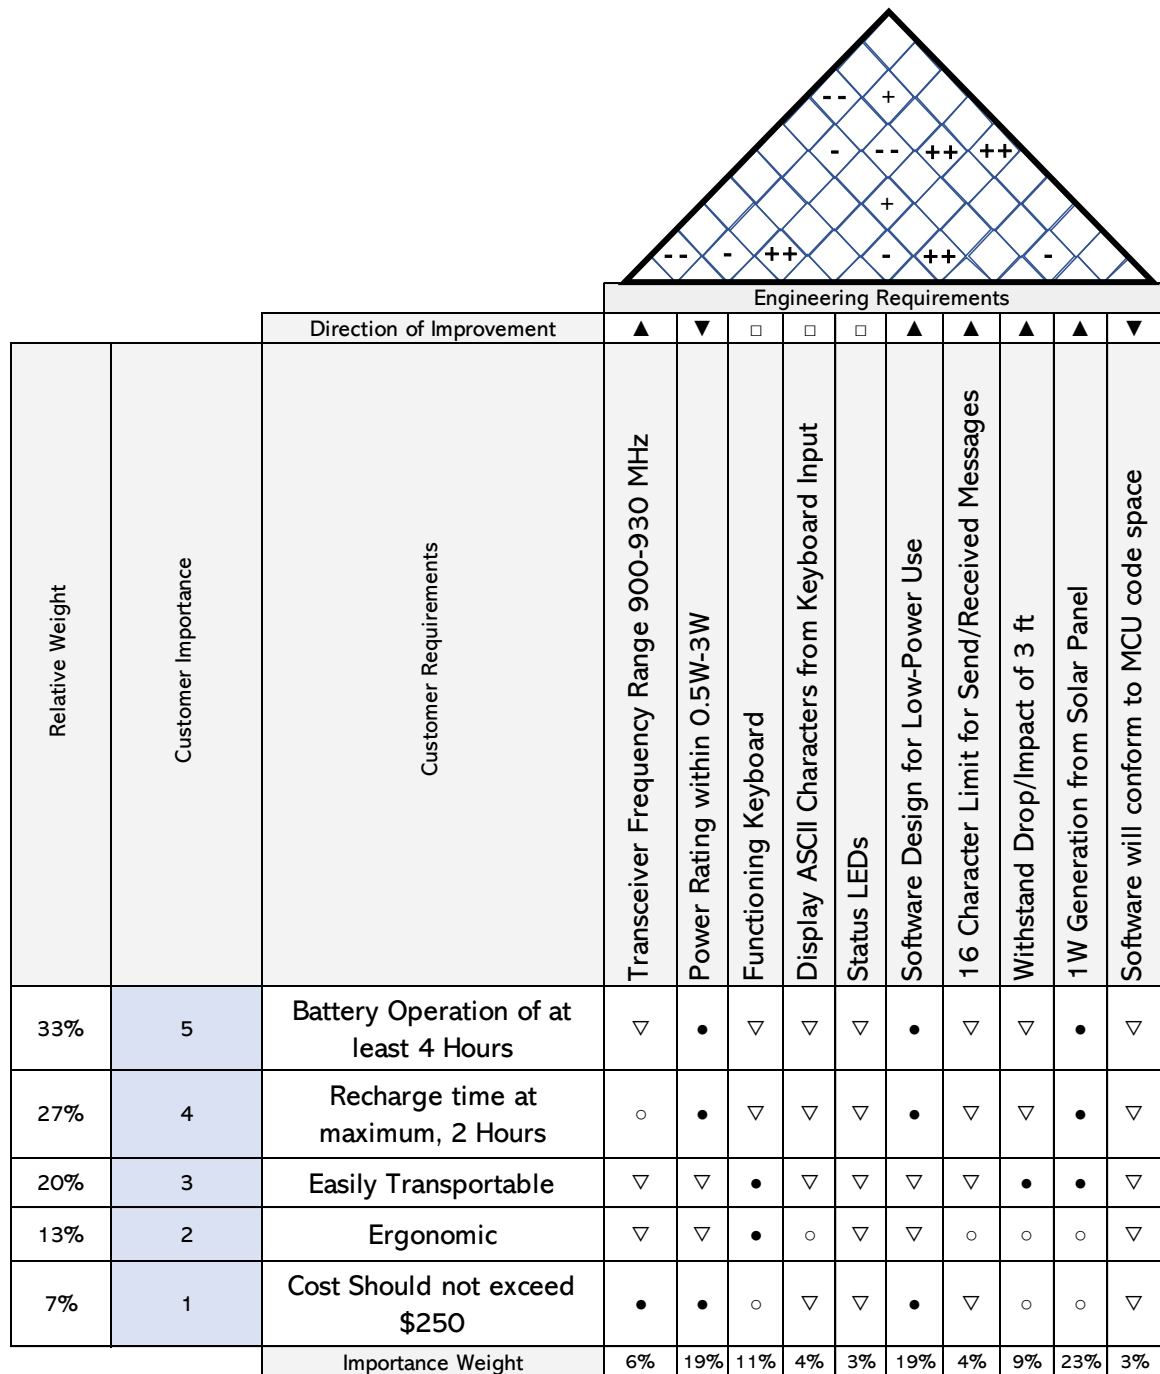 -- +
- -- ++ ++
+
-- - ++ - ++ -
Engineering Requirements
Direction of Improvement ▲ ▼ □ □ □ ▲ ▲ ▲ ▲ ▼
Relative Weight
Customer Importance
Customer Requirements
Transceiver Frequency Range 900-930 MHz
Power Rating within 0.5W-3W
Functioning Keyboard
Display ASCII Characters from Keyboard Input
Status LEDs
Software Design for Low-Power Use
16 Character Limit for Send/Received Messages
Withstand Drop/Impact of 3 ft
1W Generation from Solar Panel
Software will conform to MCU code space
33% 5 Battery Operation of at
least 4 Hours ▽ ● ▽ ▽ ▽ ● ▽ ▽ ● ▽
27% 4 Recharge time at
maximum, 2 Hours ○ ● ▽ ▽ ▽ ● ▽ ▽ ● ▽
20% 3 Easily Transportable ▽ ▽ ● ▽ ▽ ▽ ▽ ● ● ▽
13% 2 Ergonomic ▽ ▽ ● ○ ▽ ▽ ○ ○ ○ ▽
7% 1 Cost Should not exceed
$250 ● ● ○ ▽ ▽ ● ▽ ○ ○ ▽
Importance Weight 6% 19% 11% 4% 3% 19% 4% 9% 23% 3%